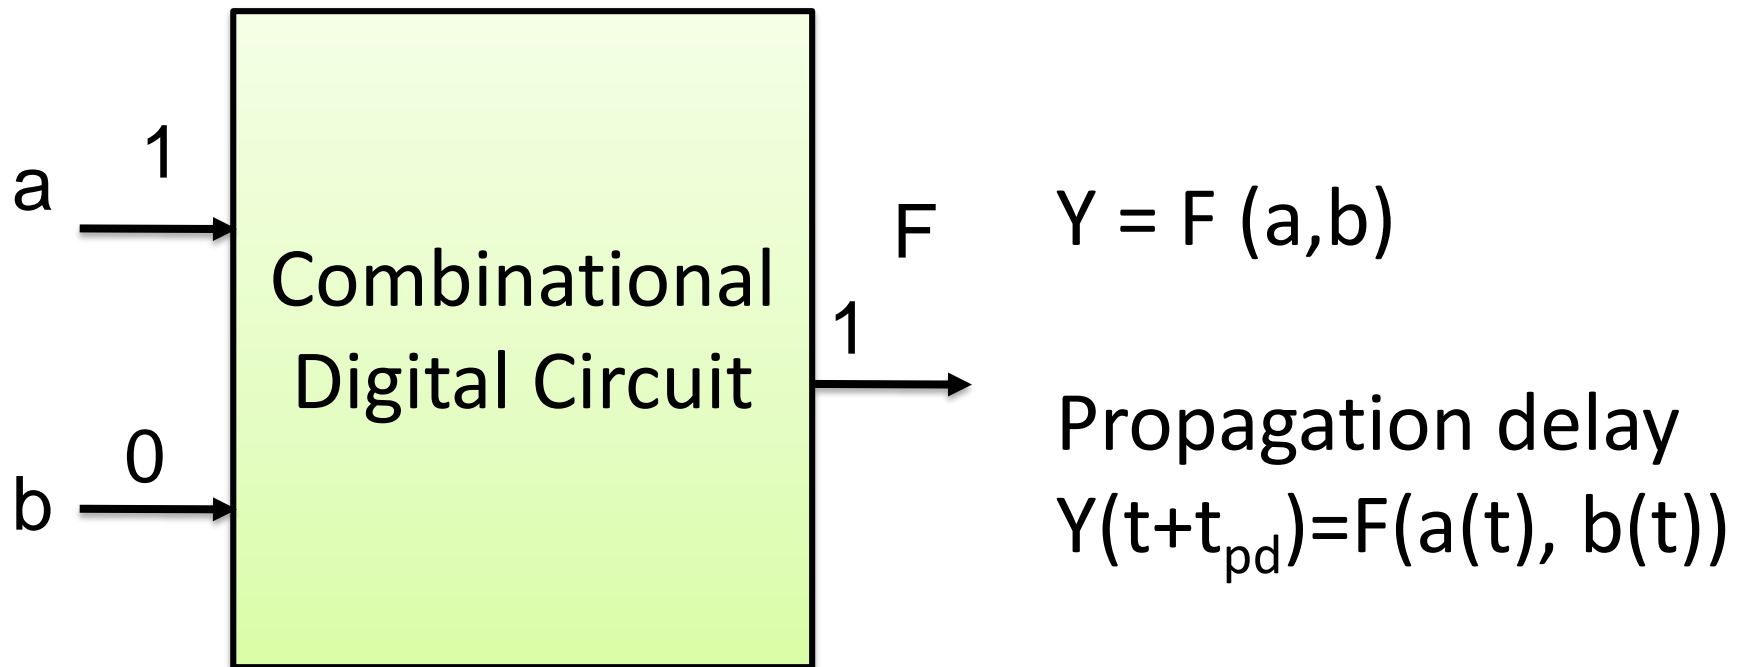 a
1
b
0
Combinational
Digital Circuit
F
1
Y = F (a,b)
Propagation delay
Y(t+tpd)=F(a(t), b(t))